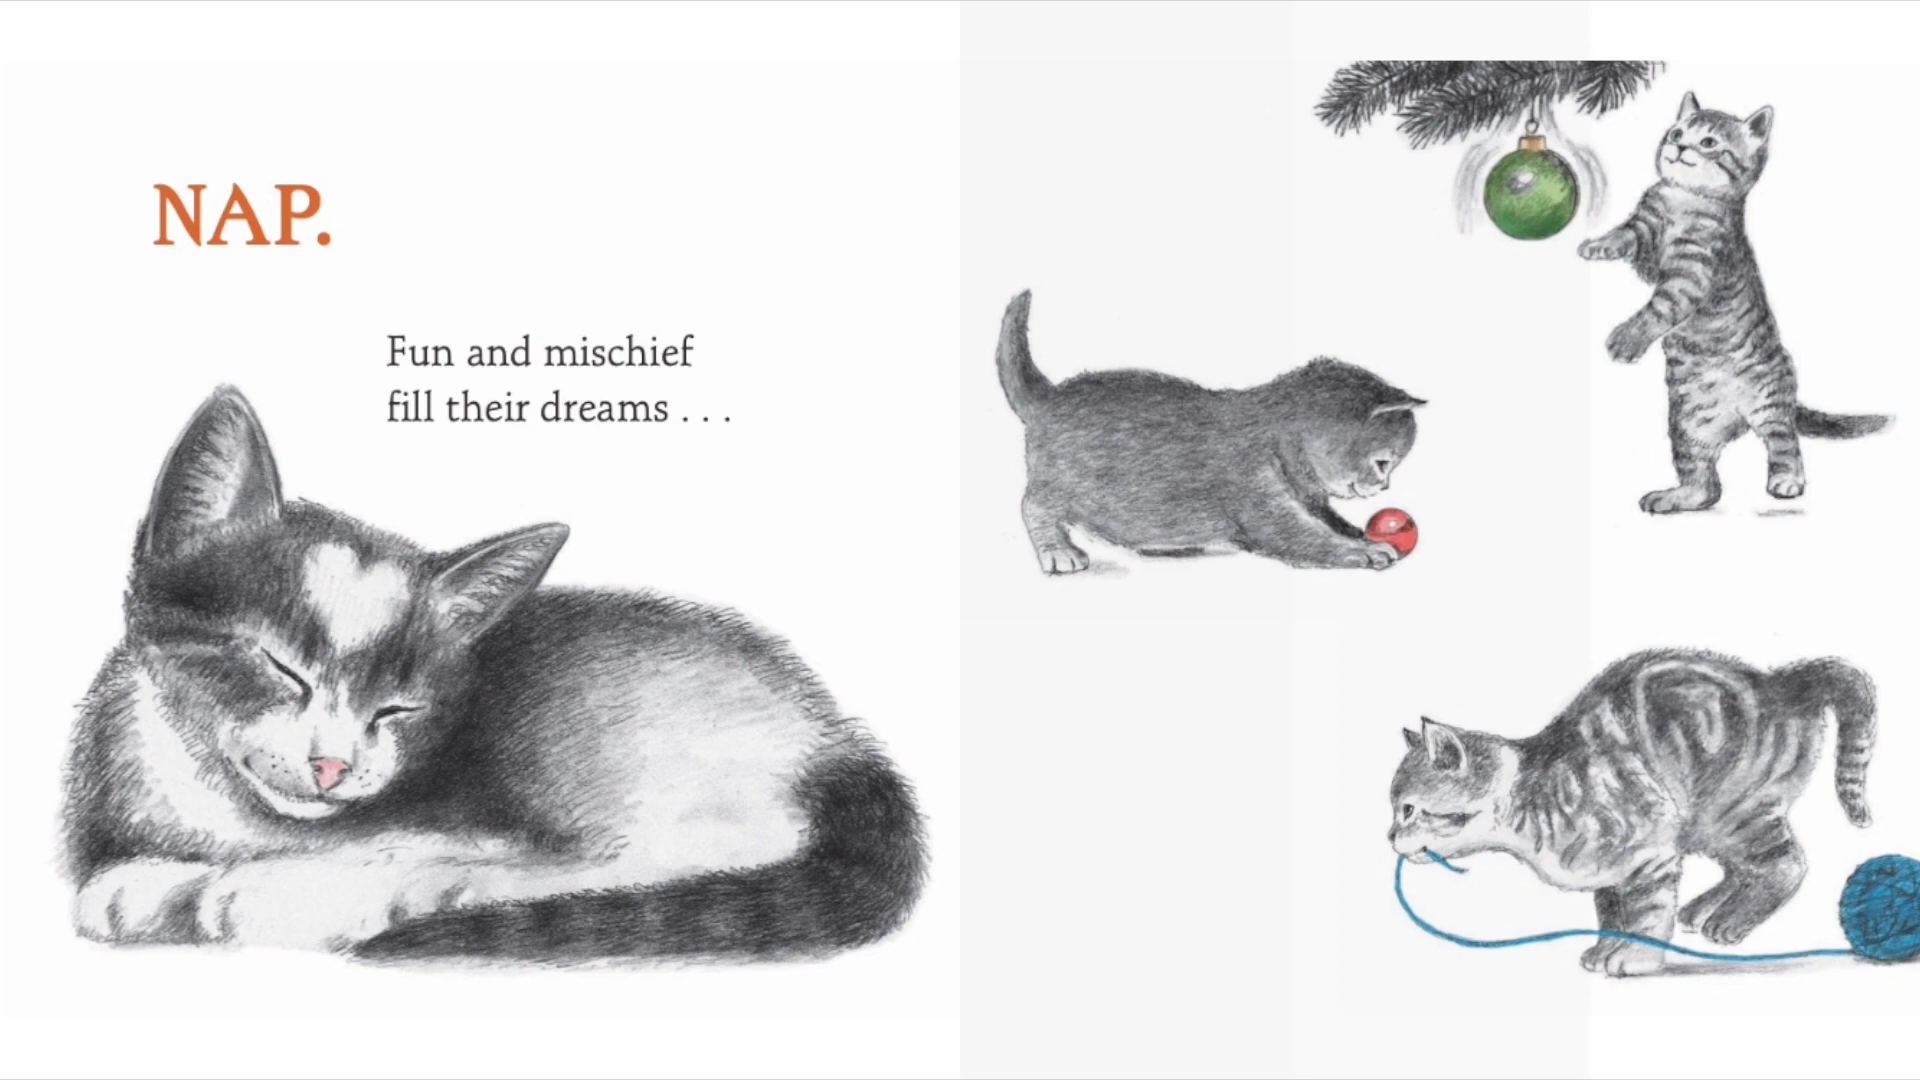 NAP.
Fun and mischief
fill their dreams . . .